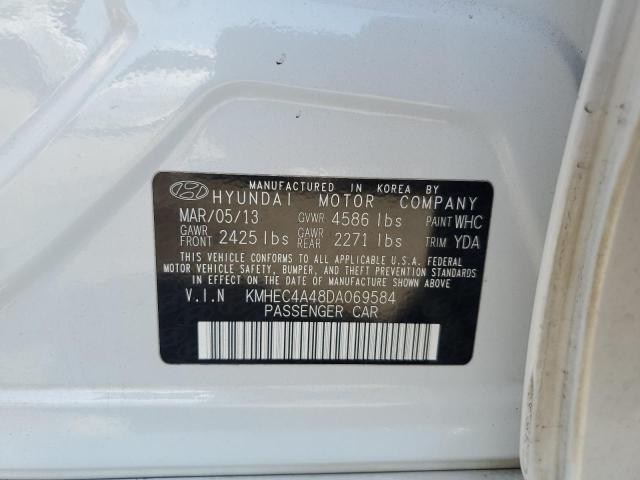 MANUFACTURED IN KOREA BY
HYUNDAI MOTOR COMPANY
MAR/05/13 GVWR 4586 lbs PAINT WHC
GAWR FRONT 2425 lbs GAWR REAR 2271 lbs TRIM YDA
THIS VEHICLE CONFORMS TO ALL APPLICABLE U.S.A. FEDERAL
MOTOR VEHICLE SAFETY, BUMPER, AND THEFT PREVENTION STANDARDS
IN EFFECT ON THE DATE OF MANUFACTURE SHOWN ABOVE
V.I.N KMHEC4A48DA069584
PASSENGER CAR